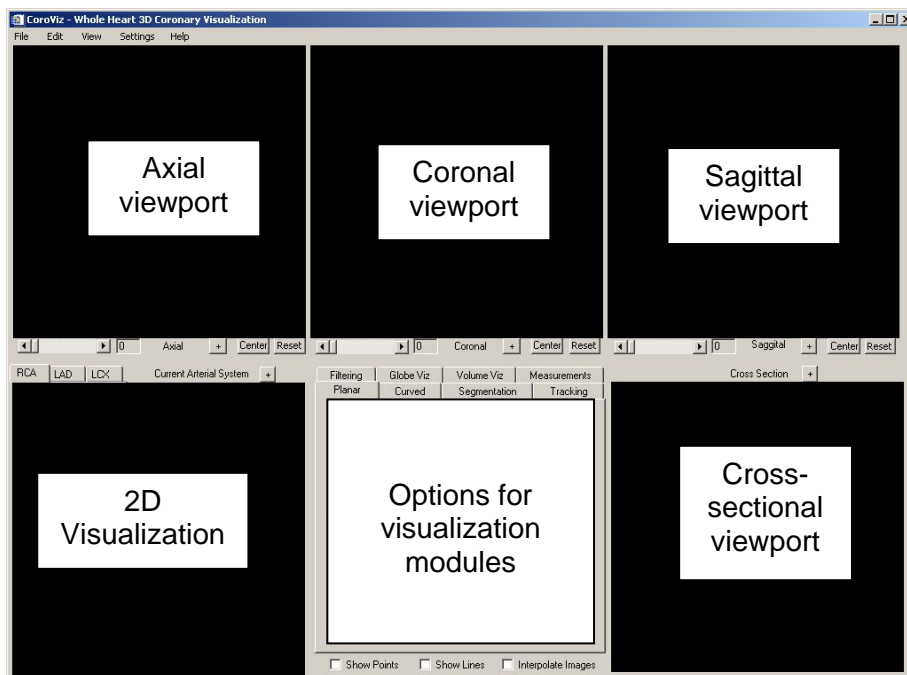 CoroViz - Whole Heart 3D Coronary Visualization
File Edit View Settings Help
Axial
viewport
Coronal
viewport
Sagittal
viewport
0 Axial + Center Reset
0 Coronal + Center Reset
0 Saggital + Center Reset
RCA LAD LCX Current Arterial System +
Filtering Globe Viz Volume Viz Measurements
Planar Curved Segmentation Tracking
Cross Section +
2D
Visualization
Options for
visualization
modules
Cross-
sectional
viewport
Show Points Show Lines Interpolate Images